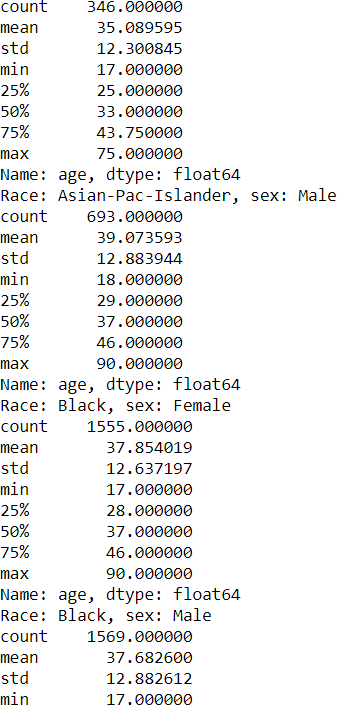 count    346.000000
mean      35.089595
std       12.300845
min       17.000000
25%       25.000000
50%       33.000000
75%       43.750000
max       75.000000
Name: age, dtype: float64
Race: Asian-Pac-Islander, sex: Male
count    693.000000
mean      39.073593
std       12.883944
min       18.000000
25%       29.000000
50%       37.000000
75%       46.000000
max       90.000000
Name: age, dtype: float64
Race: Black, sex: Female
count    1555.000000
mean       37.854019
std        12.637197
min        17.000000
25%        28.000000
50%        37.000000
75%        46.000000
max        90.000000
Name: age, dtype: float64
Race: Black, sex: Male
count    1569.000000
mean       37.682600
std        12.882612
min        17.000000